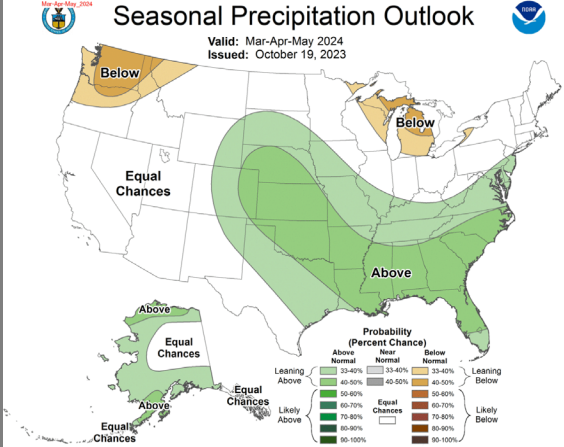 Mar-Apr-May_2024
Seasonal Precipitation Outlook
NOAA
Valid: Mar-Apr-May 2024
Issued: October 19, 2023
Below
Below
Equal
Chances
Above
Above
Equal
Chances
Above
Equal
Chances
Equal
Chances
Probability
(Percent Chance)
Above
Normal
Near
Normal
Below
Normal
Leaning
Above
33-40%
33-40%
33-40%
Leaning
Below
40-50%
40-50%
40-50%
Likely
Above
50-60%
50-60%
Likely
Below
60-70%
60-70%
70-80%
70-80%
80-90%
80-90%
90-100%
90-100%
Equal
Chances